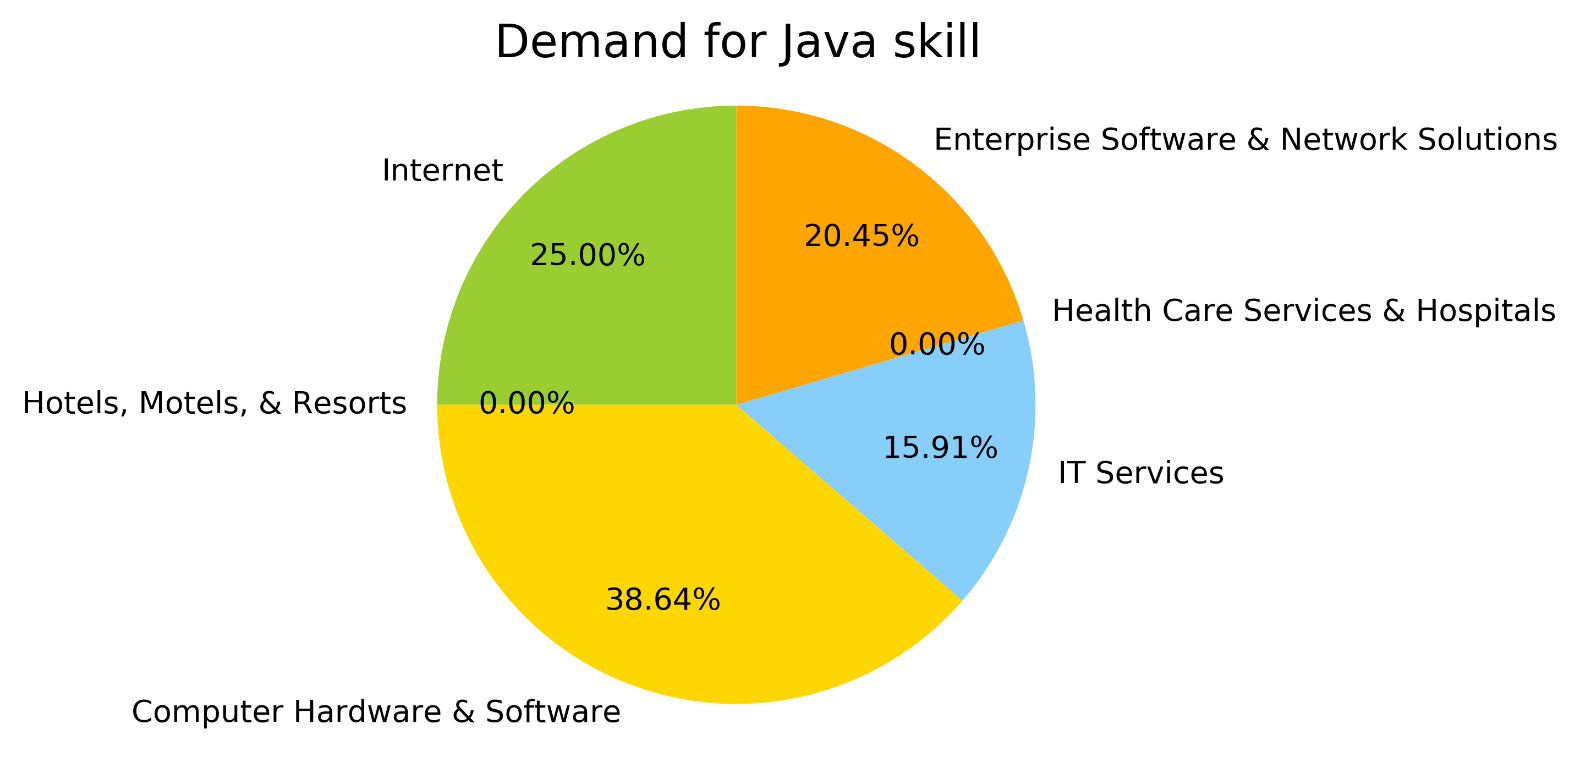 Demand for Java skill
Enterprise Software & Network Solutions
Internet
20.45%
25.00%
Health Care Services & Hospitals
0.00%
Hotels, Motels, & Resorts
0.00%
15.91%
IT Services
38.64%
Computer Hardware & Software